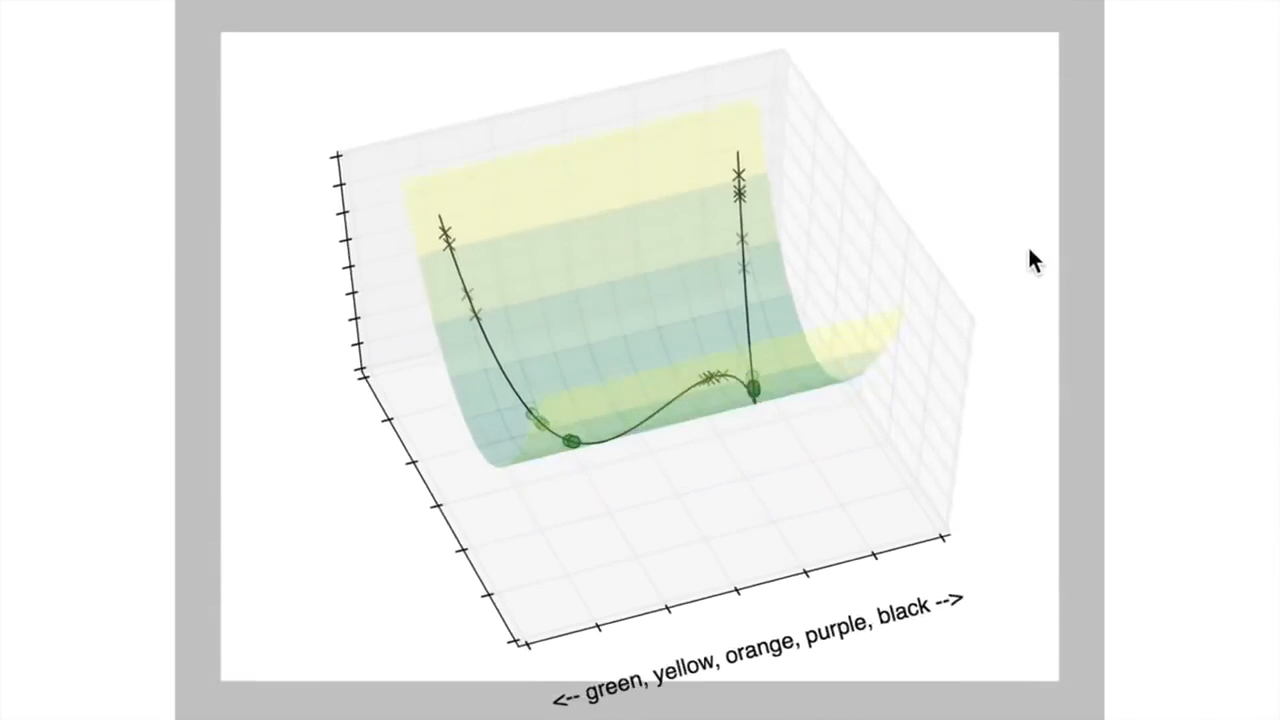 <-- green, yellow, orange, purple, black -->